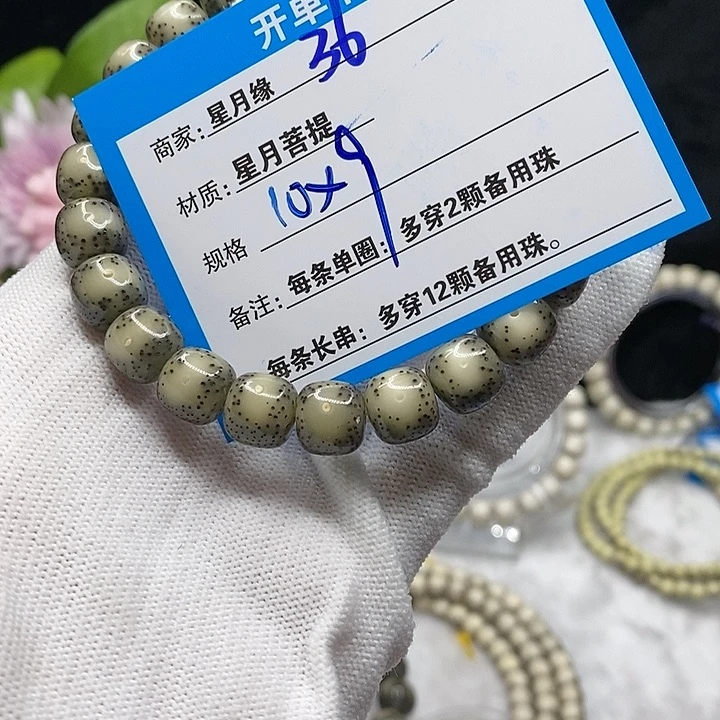 开单
36
商家：星月缘
材质：星月菩提
规格 10×9
备注：每条单圈：多穿2颗备用珠
每条长串：多穿12颗备用珠。